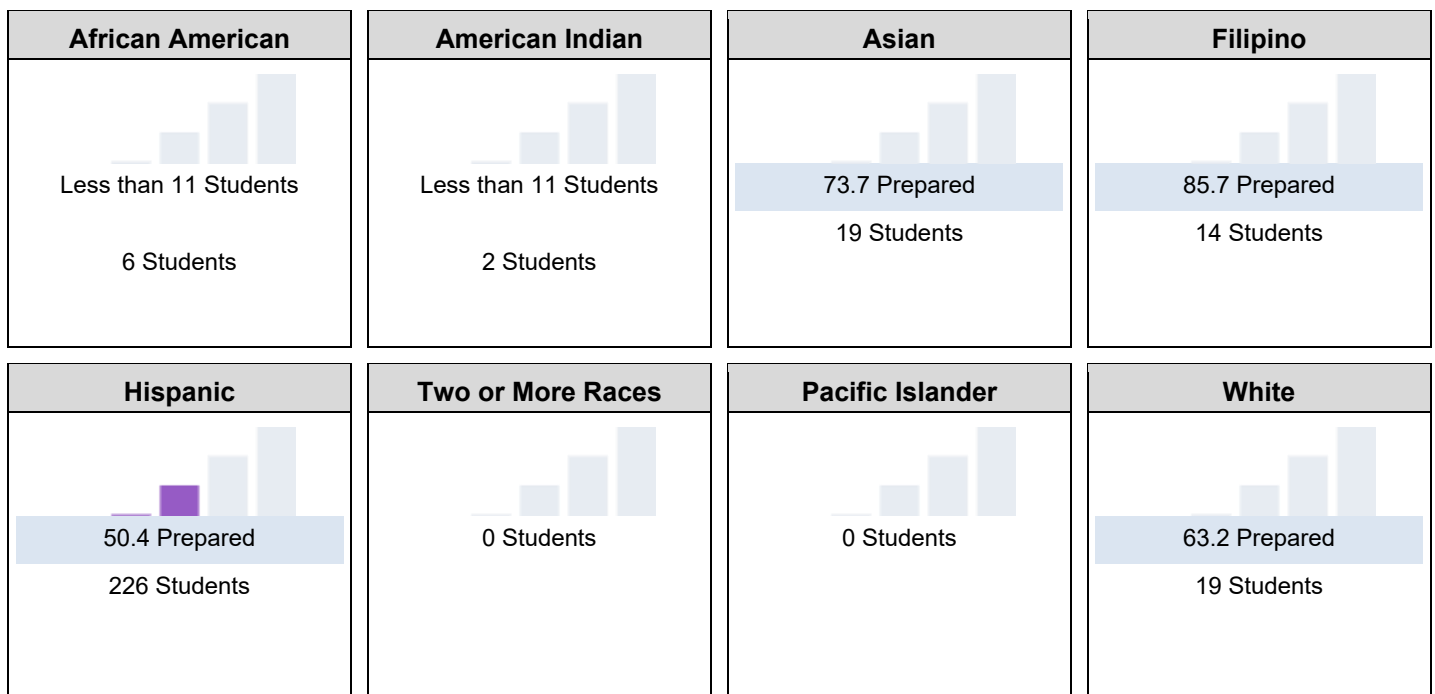 African American
Less than 11 Students
6 Students
American Indian
Less than 11 Students
2 Students
Asian
73.7 Prepared
19 Students
Filipino
85.7 Prepared
14 Students
Hispanic
50.4 Prepared
226 Students
Two or More Races
0 Students
Pacific Islander
0 Students
White
63.2 Prepared
19 Students